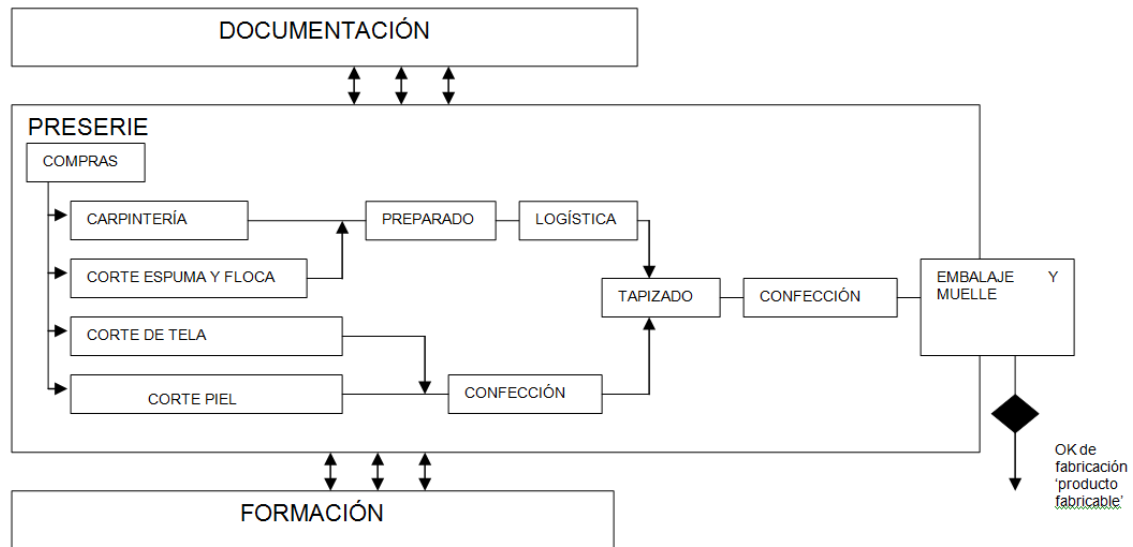 DOCUMENTACIÓN
PRESERIE
COMPRAS
CARPINTERÍA
PREPARADO
LOGÍSTICA
CORTE ESPUMA Y FLOCA
EMBALAJE Y
MUELLE
TAPIZADO
CONFECCIÓN
CORTE DE TELA
CORTE PIEL
CONFECCIÓN
OK de
fabricación
‘producto
fabricable’
FORMACIÓN